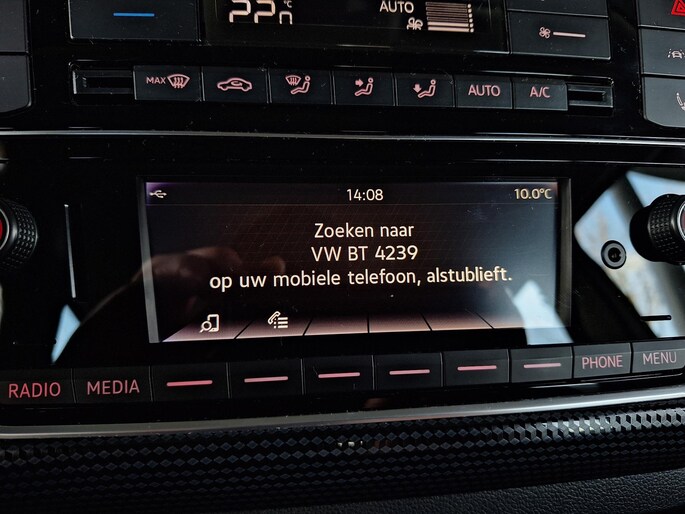 22°C
AUTO
MAX
AUTO
A/C
14:08
10.0°C
Zoeken naar
VW BT 4239
op uw mobiele telefoon, alstublieft.
RADIO
MEDIA
PHONE
MENU